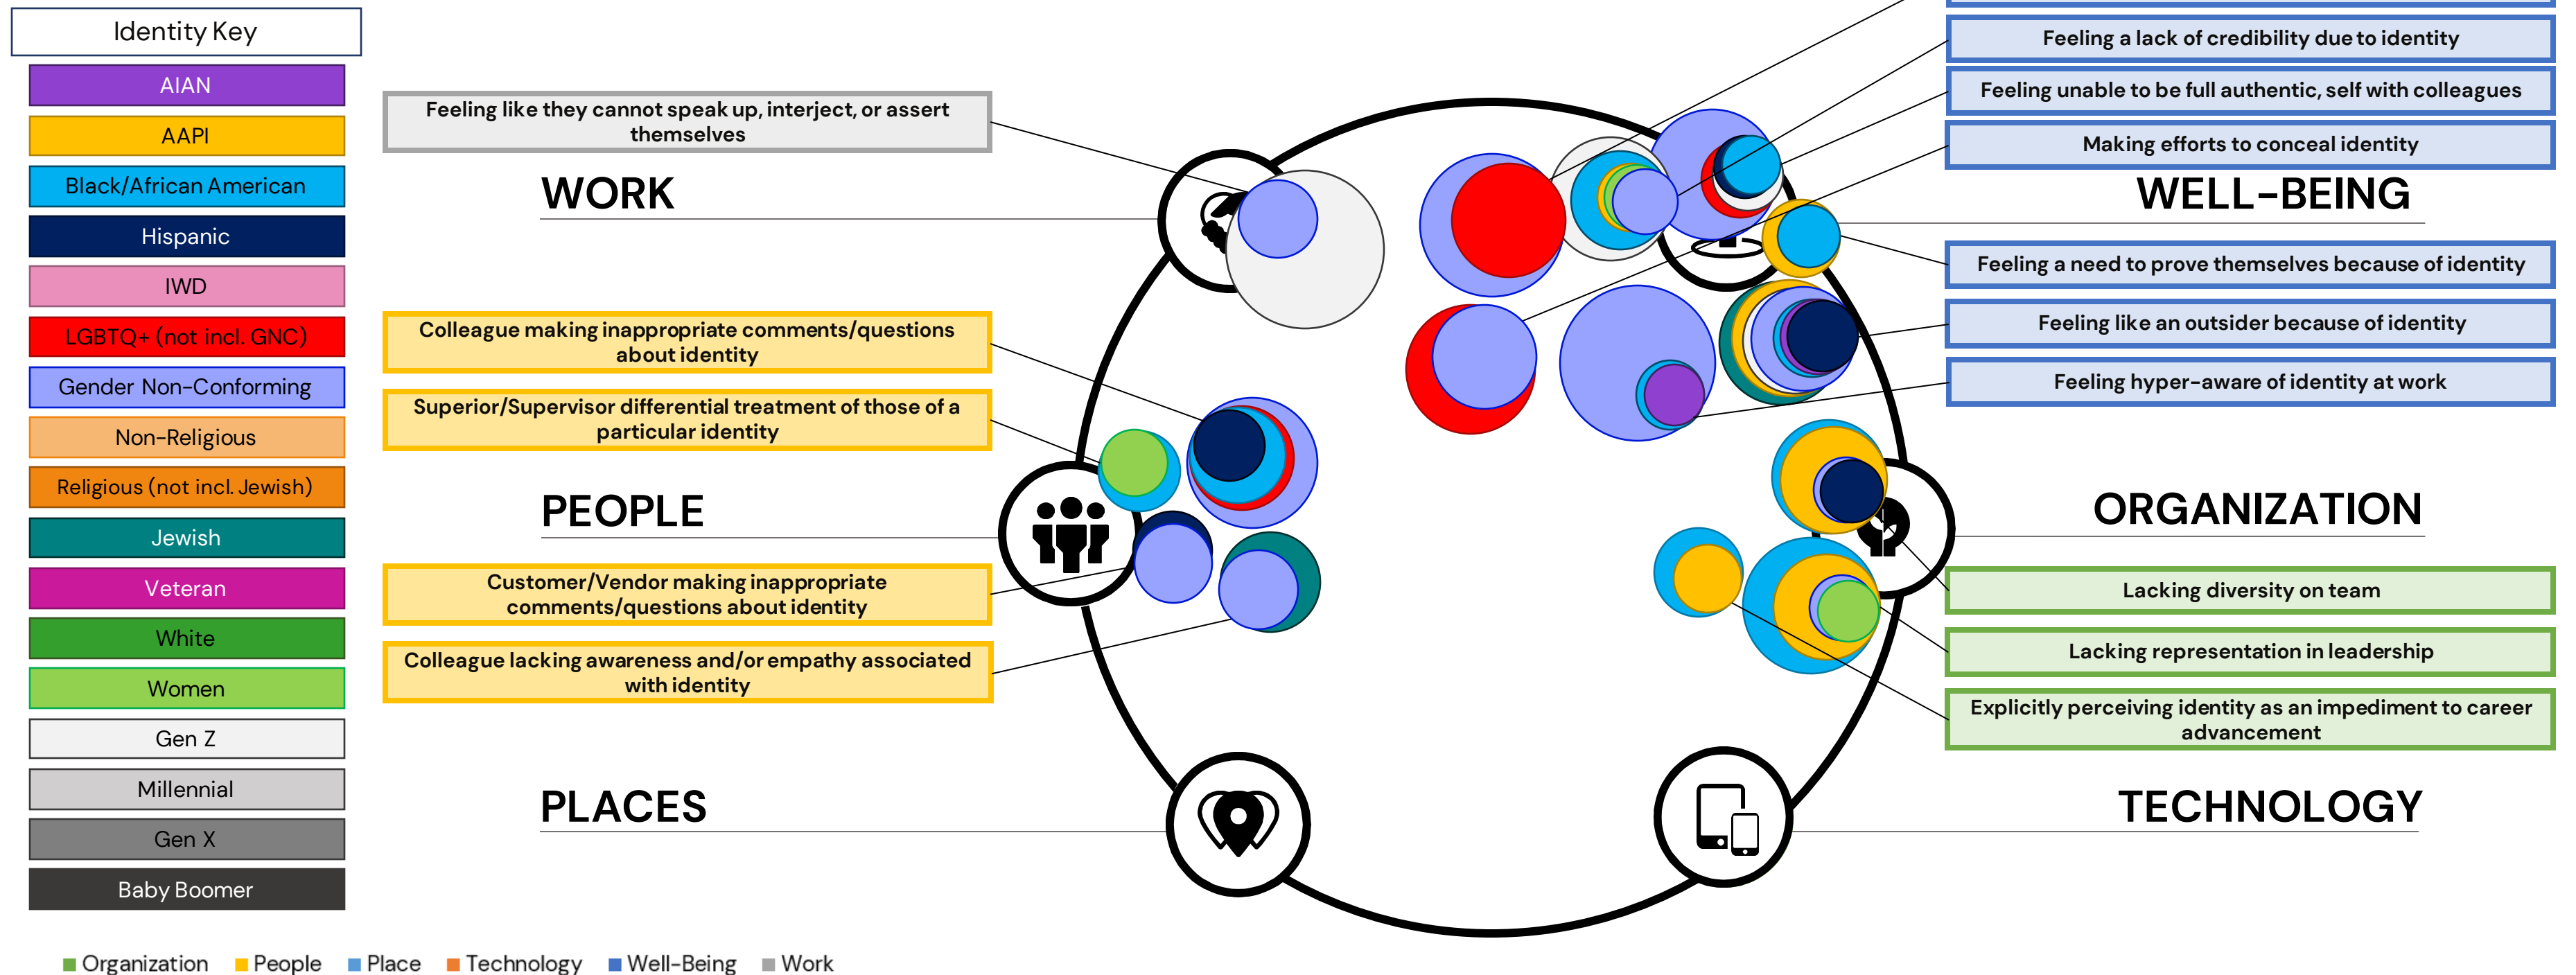 Identity Key
AIAN
AAPI
Black/African American
Hispanic
IWD
LGBTQ+ (not incl. GNC)
Gender Non-Conforming
Non-Religious
Religious (not incl. Jewish)
Jewish
Veteran
White
Women
Gen Z
Millennial
Gen X
Baby Boomer
Feeling like they cannot speak up, interject, or assert
themselves
WORK
Colleague making inappropriate comments/questions
about identity
Superior/Supervisor differential treatment of those of a
particular identity
PEOPLE
Customer/Vendor making inappropriate
comments/questions about identity
Colleague lacking awareness and/or empathy associated
with identity
PLACES
Feeling a lack of credibility due to identity
Feeling unable to be full authentic, self with colleagues
Making efforts to conceal identity
WELL-BEING
Feeling a need to prove themselves because of identity
Feeling like an outsider because of identity
Feeling hyper-aware of identity at work
ORGANIZATION
Lacking diversity on team
Lacking representation in leadership
Explicitly perceiving identity as an impediment to career
advancement
TECHNOLOGY
Organization People Place Technology Well-Being Work